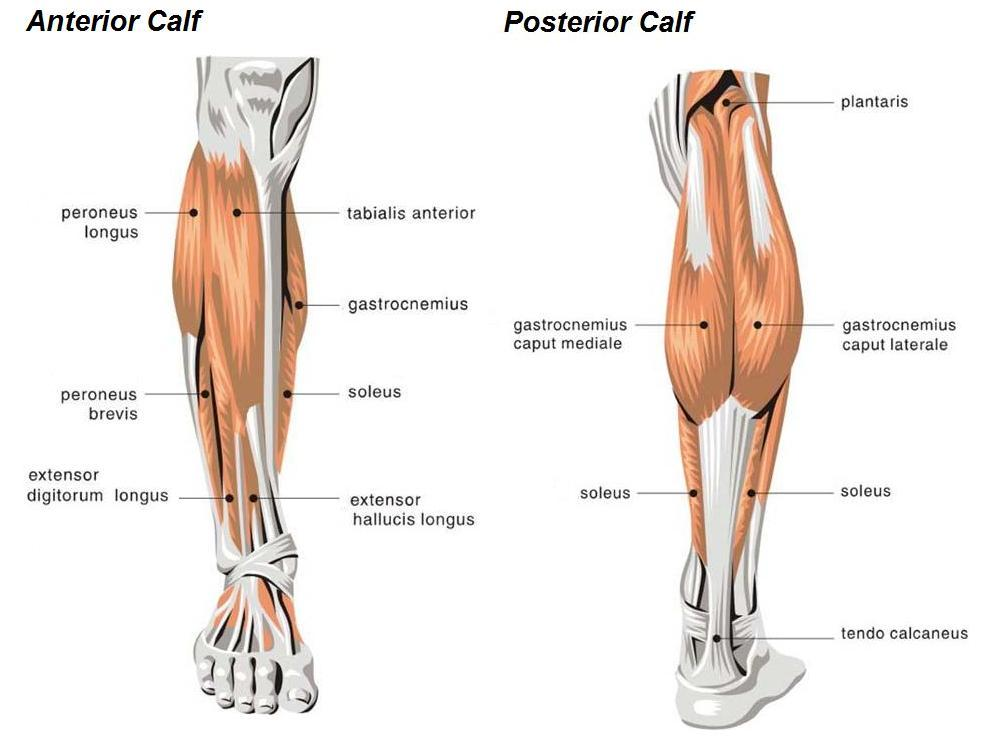 Anterior Calf
peroneus
longus
tabialis anterior
gastrocnemius
peroneus
brevis
soleus
extensor
digitorum longus
extensor
hallucis longus
Posterior Calf
plantaris
gastrocnemius
caput mediale
gastrocnemius
caput laterale
soleus
soleus
tendo calcaneus